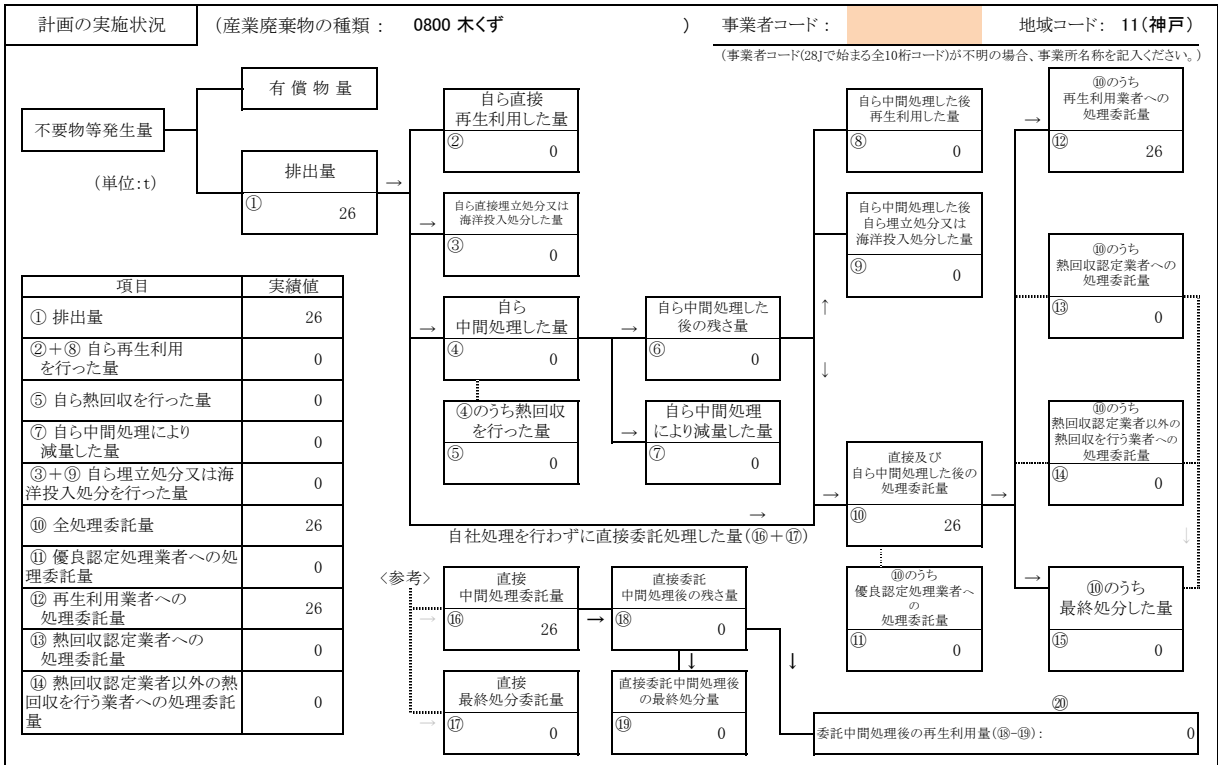 計画の実施状況
(産業廃棄物の種類： 0800 木くず )
事業者コード：
地域コード： 11(神戸)
(事業者コード(28Jで始まる全10桁コード)が不明の場合、事業所名称を記入ください。)
不要物等発生量
(単位:t)
有償物量
排出量
① 26
→
自ら直接
再生利用した量
② 0
→
自ら直接埋立処分又は
海洋投入処分した量
③ 0
→
自ら
中間処理した量
④ 0
④のうち熱回収
を行った量
⑤ 0
→
自ら中間処理した
後の残さ量
⑥ 0
→
自ら中間処理
により減量した量
⑦ 0
自ら中間処理した後
再生利用した量
⑧ 0
自ら中間処理した後
自ら埋立処分又は
海洋投入処分した量
⑨ 0
↑
↓
→
直接及び
自ら中間処理した後の
処理委託量
⑩ 26
→
⑩のうち
優良認定処理業者へ
の
処理委託量
⑪ 0
→
⑩のうち
再生利用業者への
処理委託量
⑫ 26
⑩のうち
熱回収認定業者への
処理委託量
⑬ 0
⑩のうち
熱回収認定業者以外の
熱回収を行う業者への
処理委託量
⑭ 0
↓
→
⑩のうち
最終処分した量
⑮ 0
項目 実績値
① 排出量 26
②＋⑧ 自ら再生利用
を行った量 0
⑤ 自ら熱回収を行った量 0
⑦ 自ら中間処理により
減量した量 0
③＋⑨ 自ら埋立処分又は海
洋投入処分を行った量 0
⑩ 全処理委託量 26
⑪ 優良認定処理業者への処
理委託量 0
⑫ 再生利用業者への
処理委託量 26
⑬ 熱回収認定業者への
処理委託量 0
⑭ 熱回収認定業者以外の熱
回収を行う業者への処理委託
量 0
→
自社処理を行わずに直接委託処理した量(⑯＋⑰)
〈参考〉
→
直接
中間処理委託量
⑯ 26
→
直接委託
中間処理後の残さ量
⑱ 0
→
直接
最終処分委託量
⑰ 0
↓
直接委託中間処理後
の最終処分量
⑲ 0
↓
⑳
委託中間処理後の再生利用量(⑱-⑲)： 0